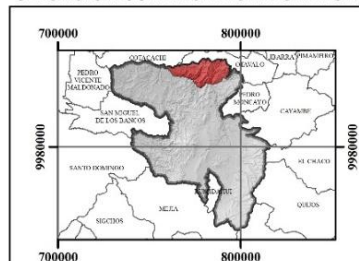 700000 800000
COTACACHI
OTAVALO
IBARRA
PIMAMPIRO
PEDRO
VICENTE
MALDONADO
PEDRO
MONCAYO
SAN MIGUEL
DE LOS BANCOS
CAYAMBE
9980000
9980000
SANTO DOMINGO
EL CHACO
RUMIÑAHUI
MEJIA
QUIJOS
SIGCHOS
700000 800000